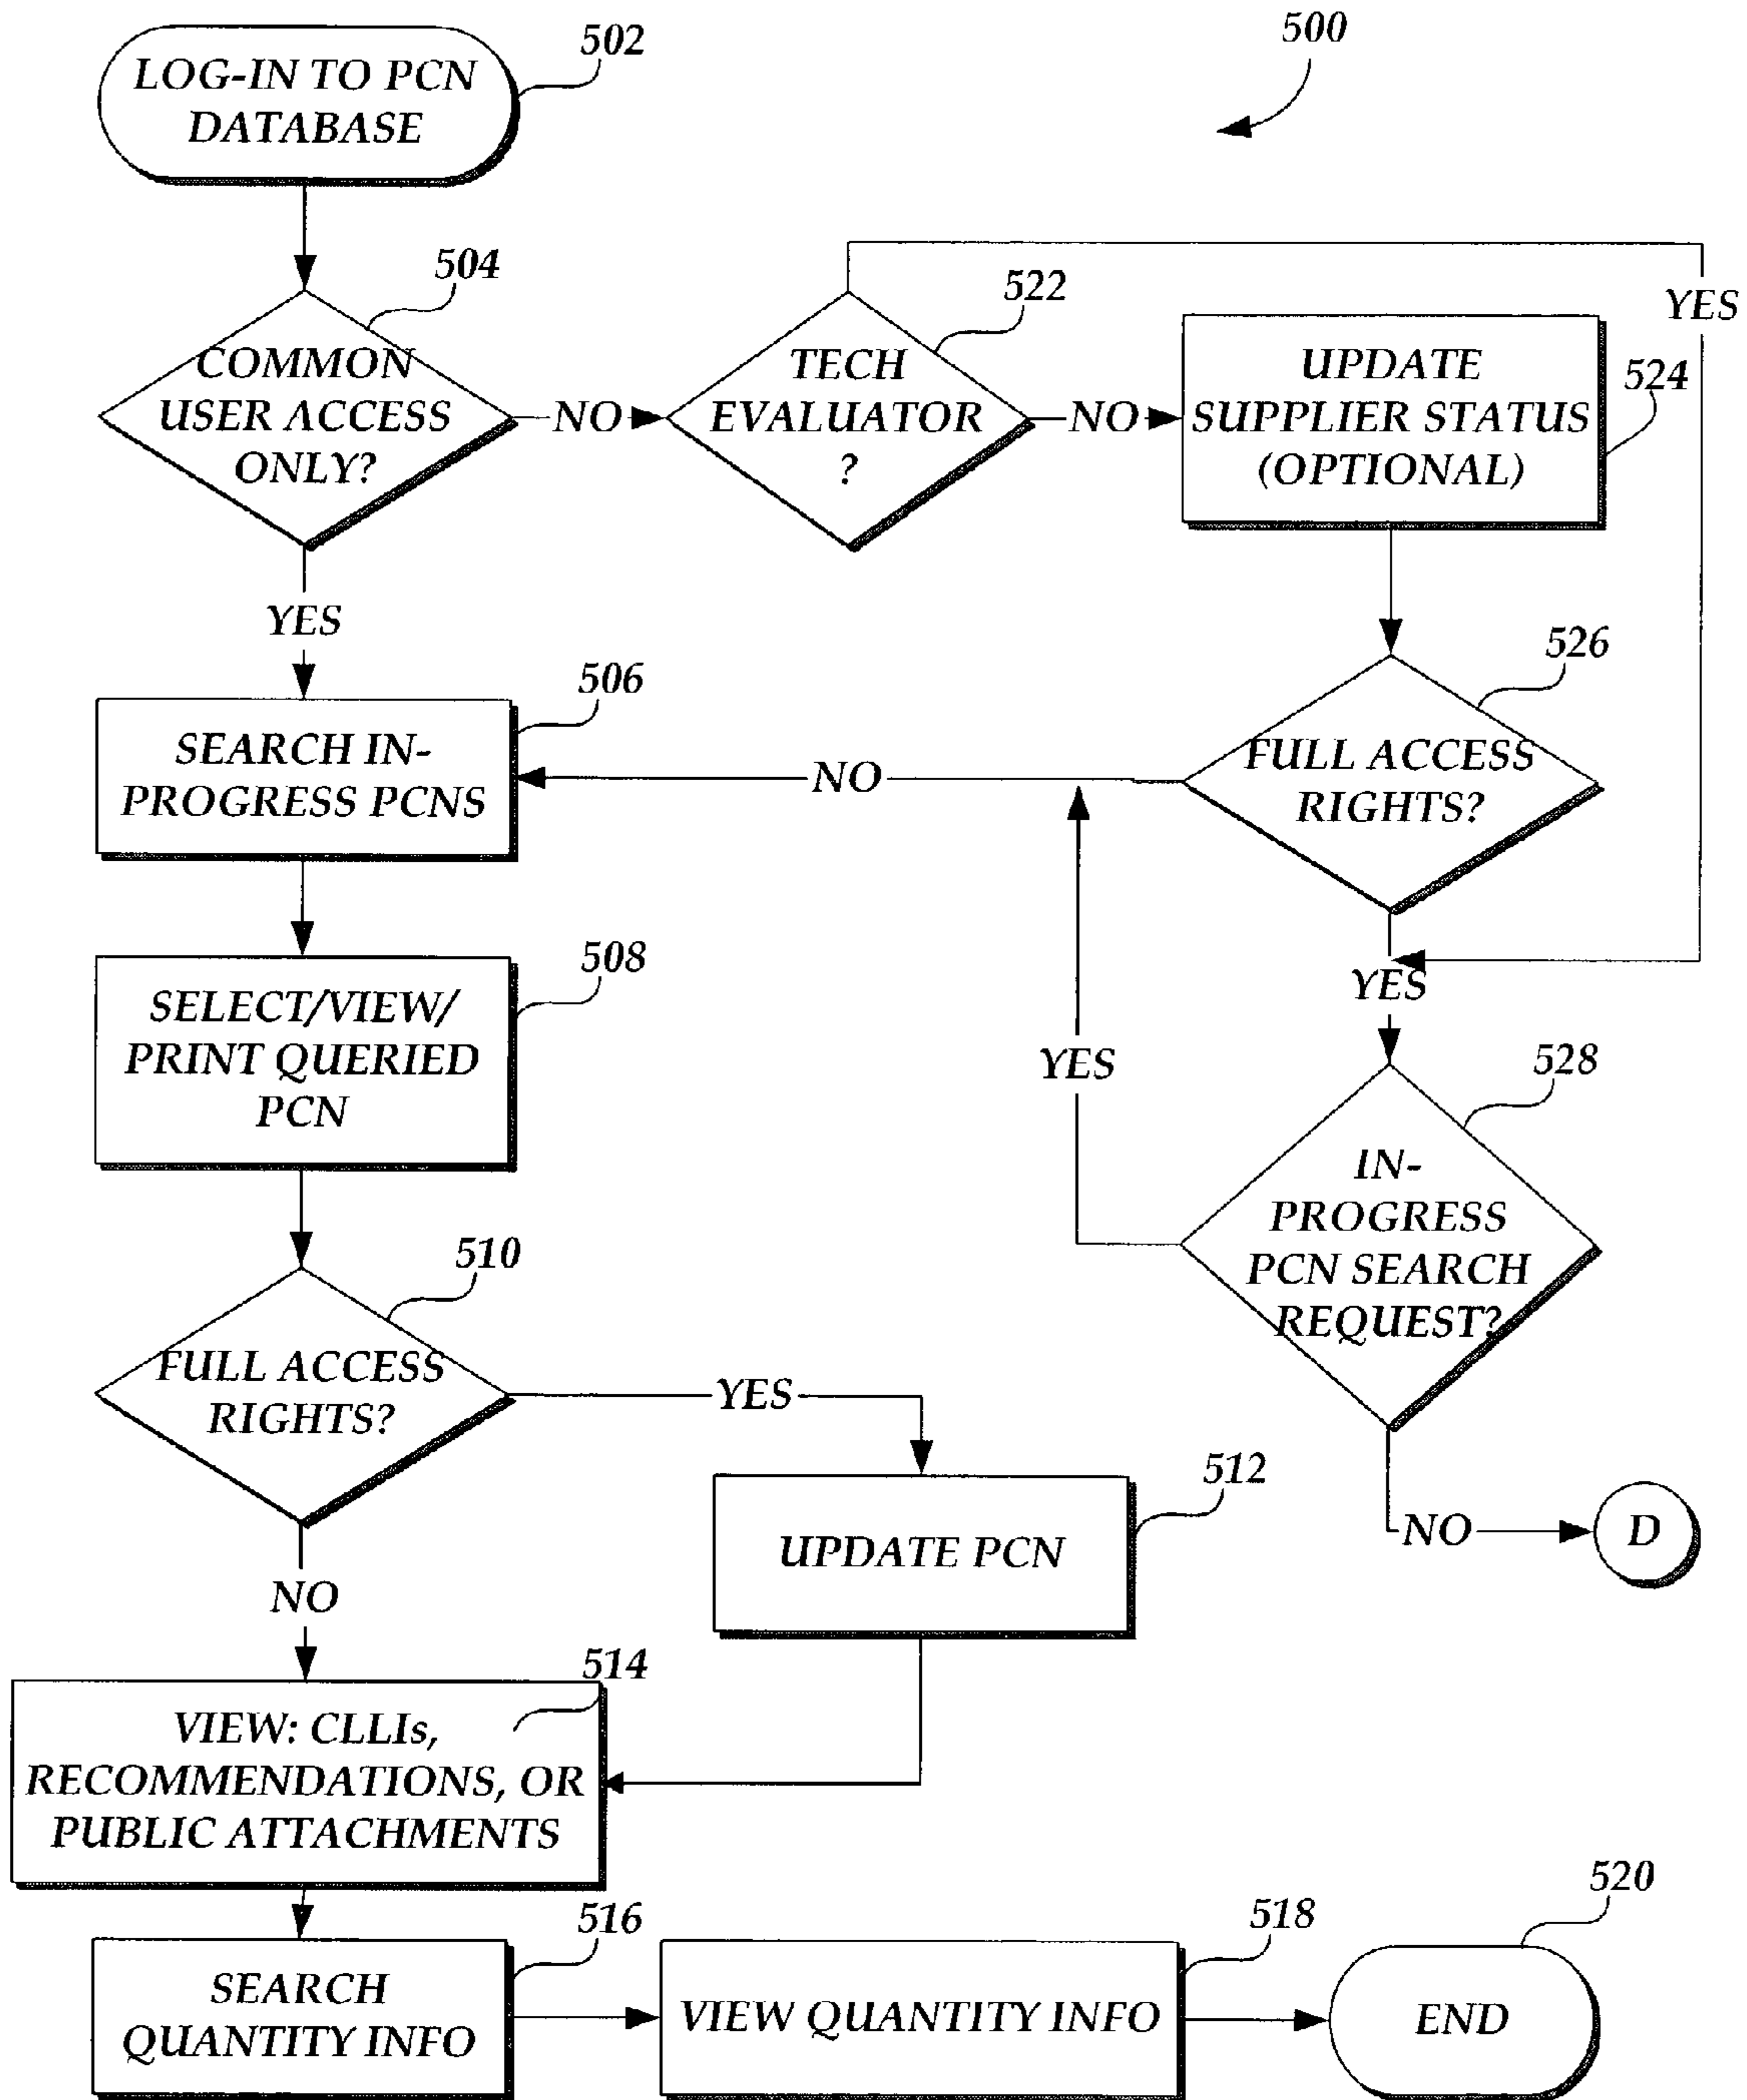 500
LOG-IN TO PCN
DATABASE
502
COMMON
USER ACCESS
ONLY?
504
NO
TECH
EVALUATOR
?
522
NO
YES
UPDATE
SUPPLIER STATUS
(OPTIONAL)
524
YES
SEARCH IN-
PROGRESS PCNS
506
NO
FULL ACCESS
RIGHTS?
526
SELECT/VIEW/
PRINT QUERIED
PCN
508
YES
YES
IN-
PROGRESS
PCN SEARCH
REQUEST?
528
FULL ACCESS
RIGHTS?
510
YES
NO
D
UPDATE PCN
512
NO
VIEW: CLLIs,
RECOMMENDATIONS, OR
PUBLIC ATTACHMENTS
514
SEARCH
QUANTITY INFO
516
VIEW QUANTITY INFO
518
END
520